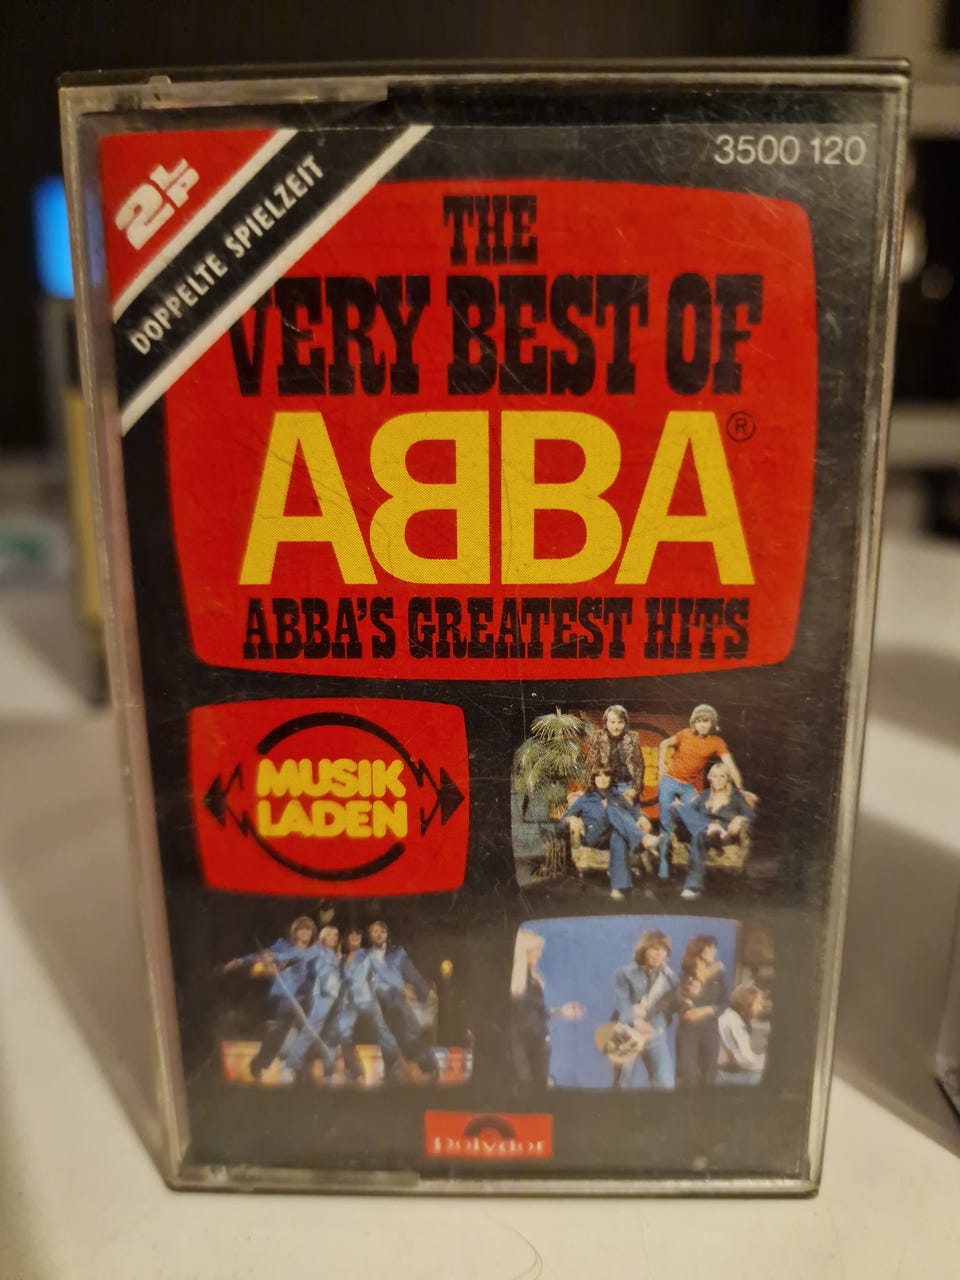 3500 120
2LP
DOPPELTE SPIELZEIT
THE
VERY BEST OF
ABBA®
ABBA'S GREATEST HITS
MUSIK
LADEN
Polydor